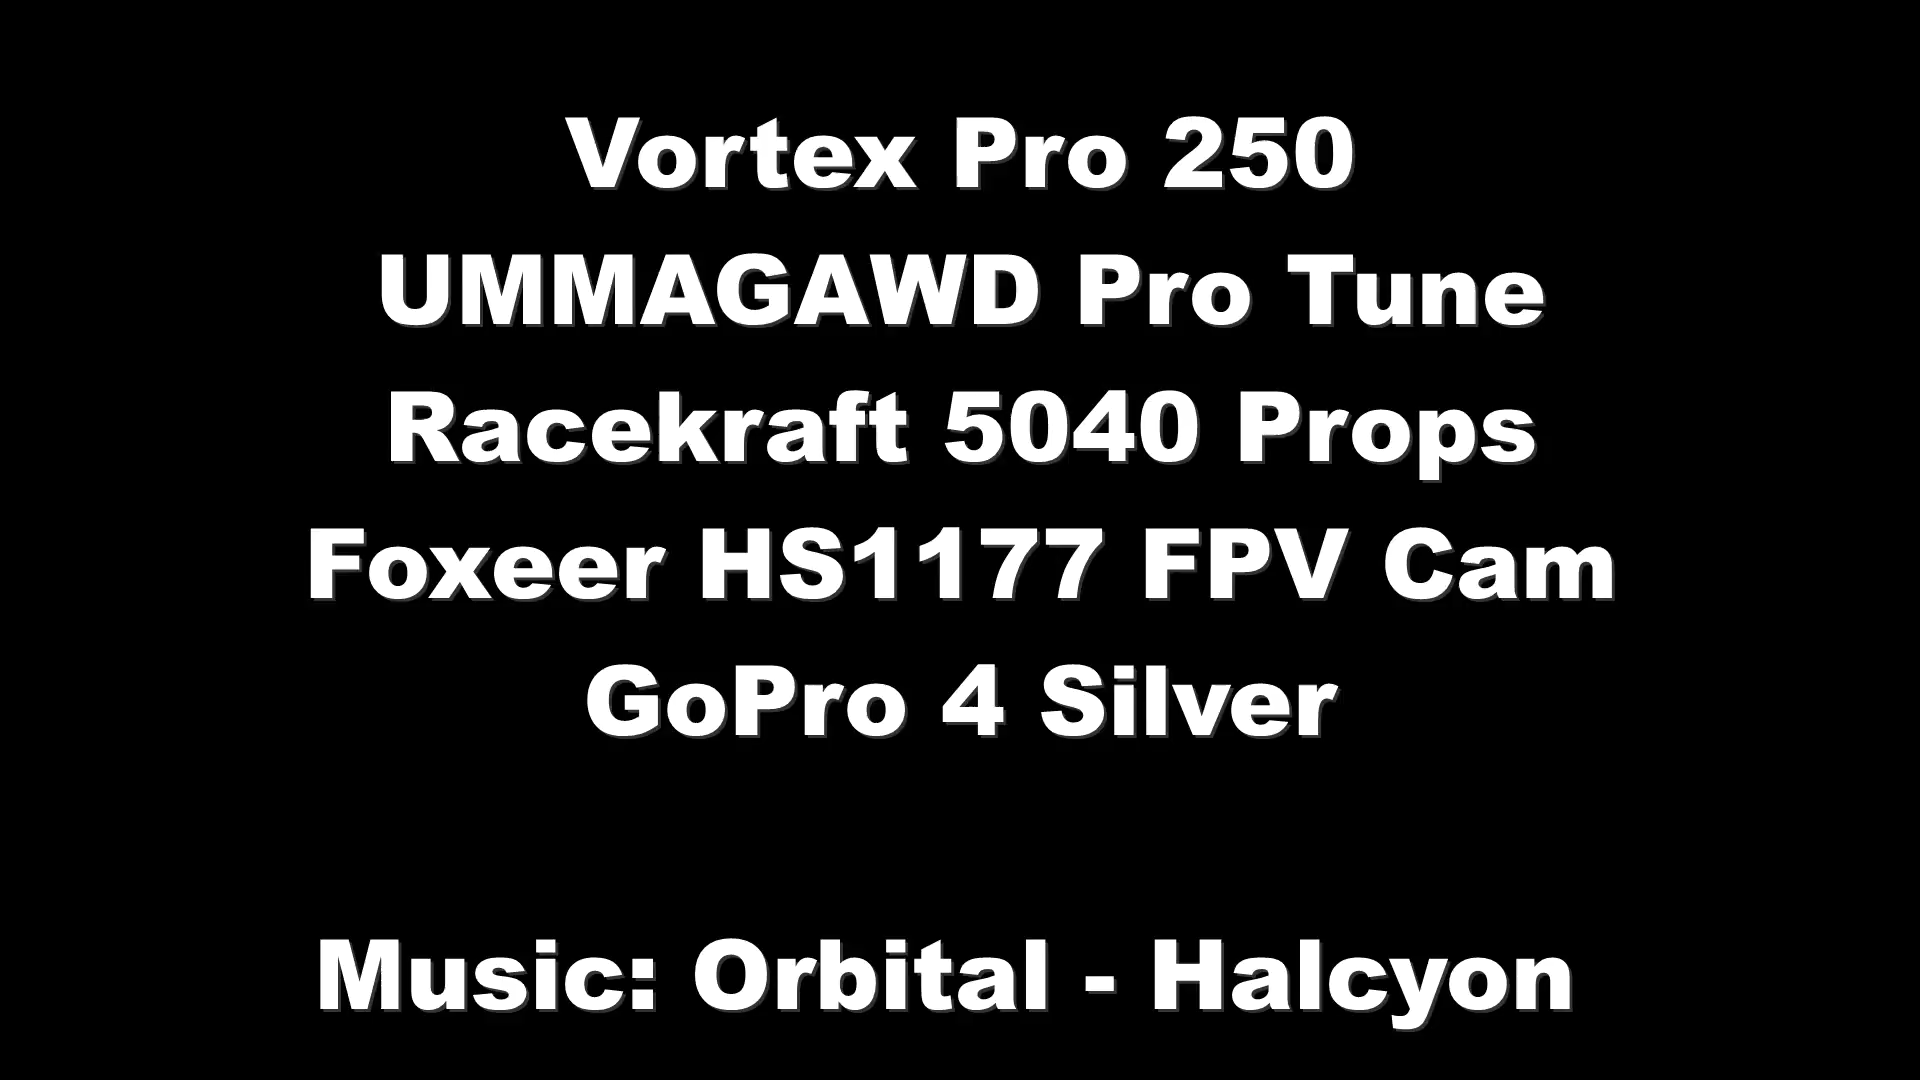 Vortex Pro 250
UMMAGAWD Pro Tune
Racekraft 5040 Props
Foxeer HS1177 FPV Cam
GoPro 4 Silver
Music: Orbital - Halcyon